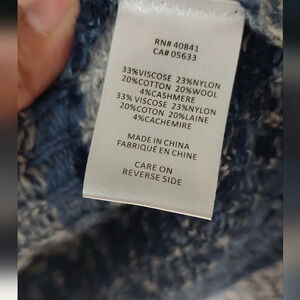 RN# 40841
CA# 05633
33%VISCOSE 23%NYLON
20%COTTON 20%WOOL
4%CASHMERE
33% VISCOSE 23%NYLON
20%COTON 20%LAINE
4%CACHEMIRE
MADE IN CHINA
FABRIQUÉ EN CHINE
CARE ON
REVERSE SIDE